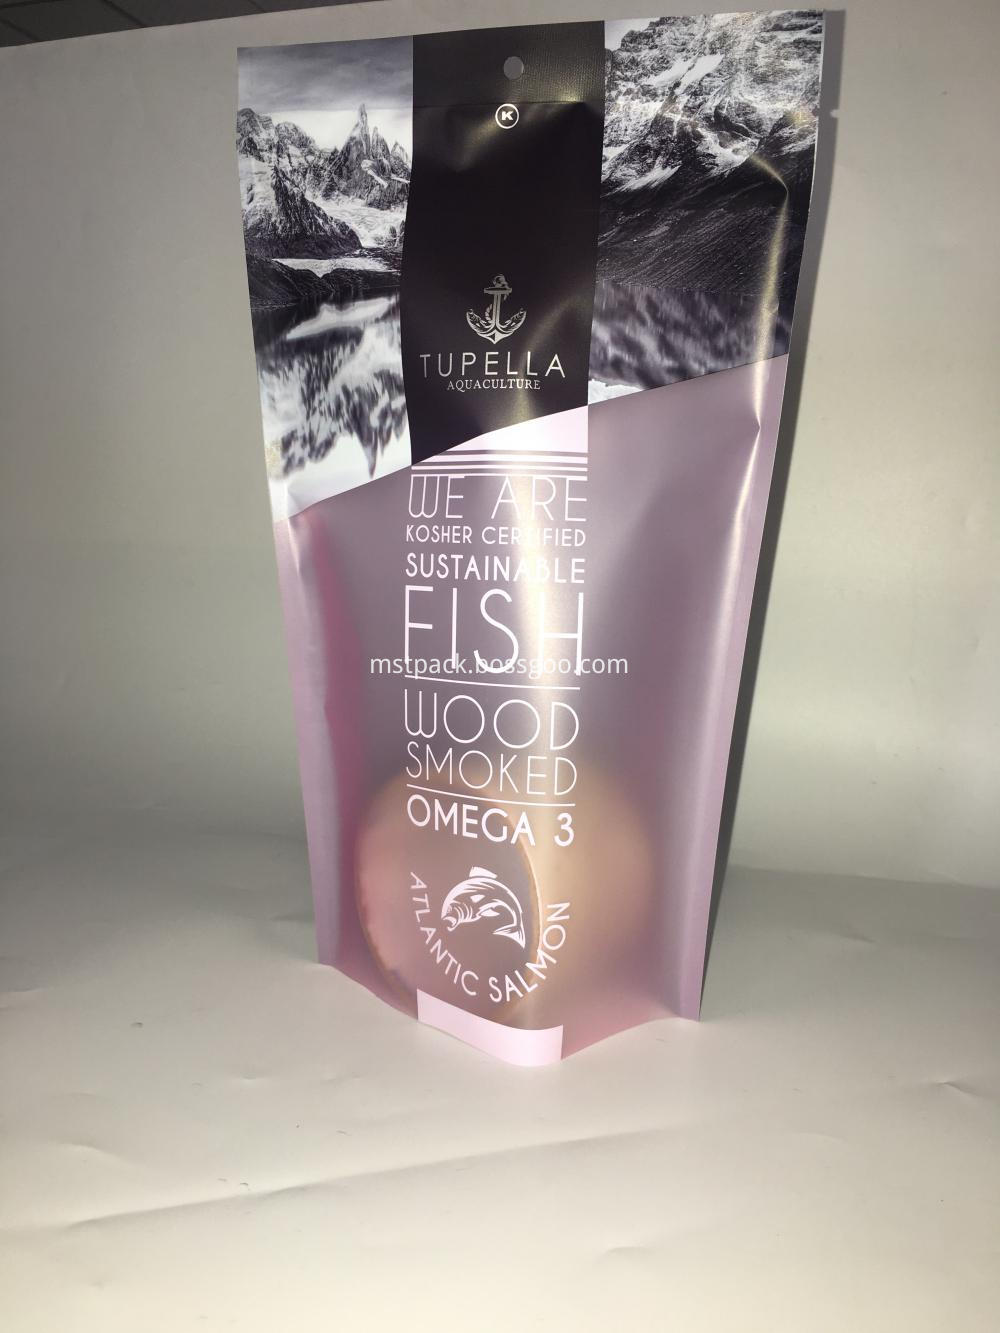 K
TUPELLA
AQUACULTURE
WE ARE
KOSHER CERTIFIED
SUSTAINABLE
FISH
mstpack.bossgoo.com
WOOD
SMOKED
OMEGA 3
ATLANTIC SALMON